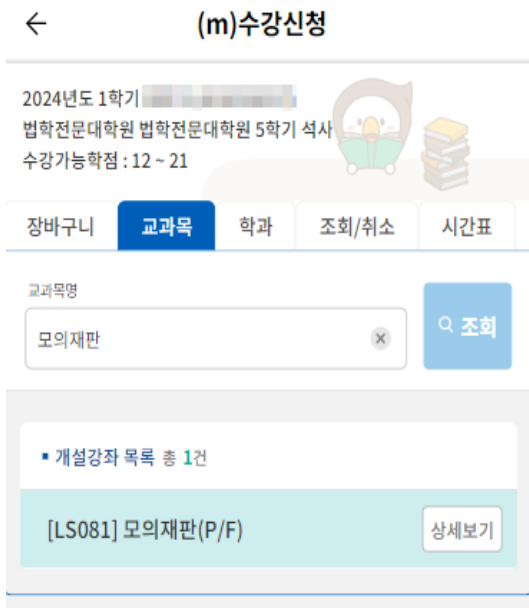 (m)수강신청
2024년도 1학기
법학전문대학원 법학전문대학원 5학기 석사
수강가능학점 : 12 ~ 21
장바구니 교과목 학과 조회/취소 시간표
교과목명
모의재판
조회
개설강좌 목록 총 1건
[LS081] 모의재판(P/F)
상세보기